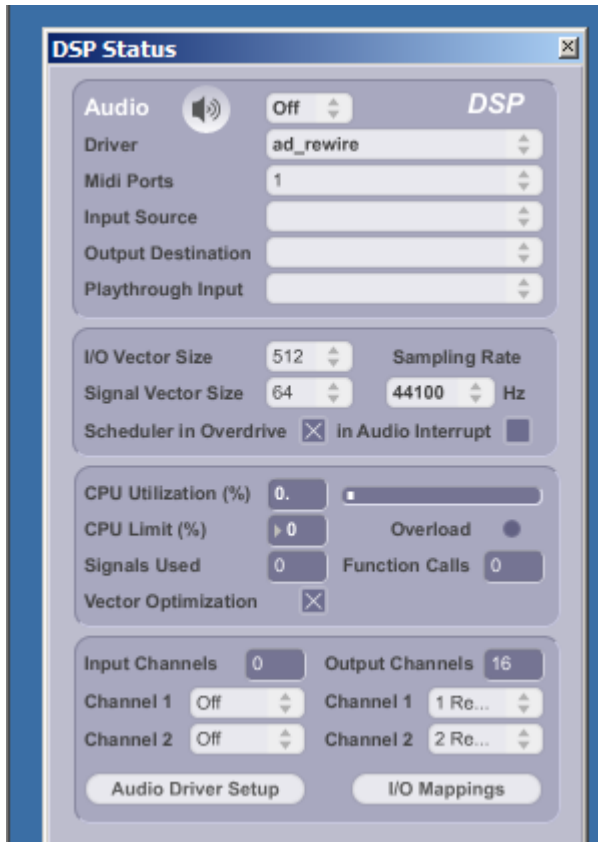 DSP Status
Audio Off DSP
Driver ad_rewire
Midi Ports 1
Input Source
Output Destination
Playthrough Input
I/O Vector Size 512 Sampling Rate
Signal Vector Size 64 44100 Hz
Scheduler in Overdrive in Audio Interrupt
CPU Utilization (%) 0.
CPU Limit (%) 0 Overload
Signals Used 0 Function Calls 0
Vector Optimization
Input Channels 0 Output Channels 16
Channel 1 Off Channel 1 1 Re...
Channel 2 Off Channel 2 2 Re...
Audio Driver Setup I/O Mappings